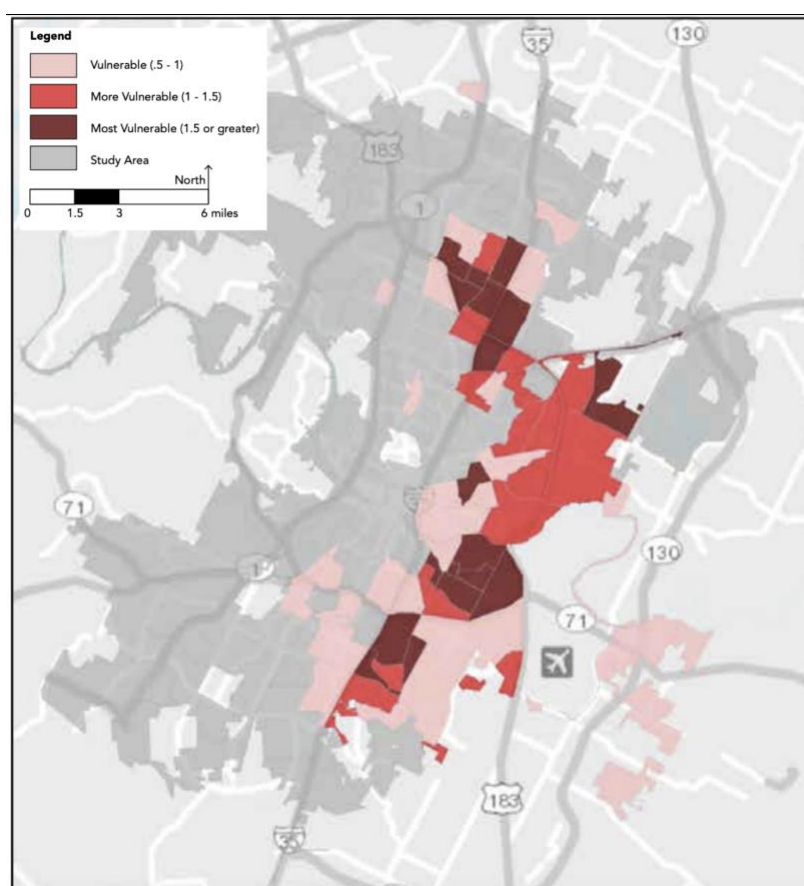 Legend
Vulnerable (.5 - 1)
More Vulnerable (1 - 1.5)
Most Vulnerable (1.5 or greater)
Study Area
North
0 1.5 3 6 miles
35
130
183
1
71
1
130
71
183
35